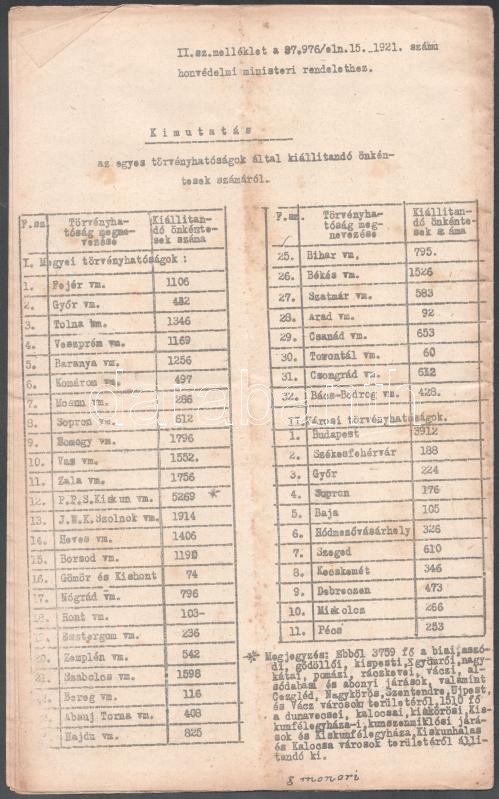 II.sz.melléklet a 27.976/eln.15.-1921. számu
honvédelmi ministeri rendelethez.
Kimutatás
az egyes törvényhatóságok által kiállitandó önkén-
tesek számáról.
F.sz. Törvényha- Kiállitan-
tóság megne- dó önkénte-
vezése sek száma
I. Megyei törvényhatóságok :
1. Fejér vm. 1106
2. Győr vm. 432
3. Tolna vm. 1346
4. Veszprém vm. 1169
5. Baranya vm. 1256
6. Komárom vm. 497
7. Moson vm. 286
8. Sopron vm. 612
9. Somogy vm. 1796
10. Vas vm. 1552.
11. Zala vm. 1756
12. P.P.S.Kiskun vm. 5269 *
13. J.N.K.Szolnok vm. 1914
14. Heves vm. 1406
15. Borsod vm. 1192
16. Gömör és Kishont 74
17. Nógrád vm. 796
18. Hont vm. 103-
19. Esztergom vm. 236
20. Zemplén vm. 542
21. Szabolcs vm. 1598
Bereg vm. 116
Abauj Torna vm. 408
Hajdu vm. 825
F.sz. Törvényha- Kiállitan-
tóság meg- dó önkénte-
nevezése sek száma
25. Bihar vm. 795.
26. Békés vm. 1526
27. Szatmár vm. 583
28. Arad vm. 92
29. Csanád vm. 653
30. Torontál vm. 60
31. Csongrád vm. 612
32. Bács-Bodrog vm. 428.
II.Városi törvényhatóságok.
1. Budapest 3912
2. Székesfehérvár 188
3. Győr 224
4. Sopron 176
5. Baja 105
6. Hódmezővásárhely 326
7. Szeged 610
8. Kecskemét 346
9. Debreczen 473
10. Miskolcz 266
11. Pécs 253
* Megjegyzés: Ebből 3759 fő a biai,aszó-
di, gödöllői, kispesti,xgyömrői,nagy-
kátai, pomázi, ráczkevei, váczi, al-
sódabasi és abonyi járások, valamint
Czegléd, Nagykörös,Szentendre,Ujpest,
és Vácz városok területéről,1510 fő
a dunavecsei, kalocsai,kiskőrösi,Kis-
kunfélegyháza-i,kunszenmiklósi járá-
sok és Kiskunfélegyháza,Kiskunhalas
és Kalocsa városok területéről álli-
tandó ki.
§ monori
darabanth